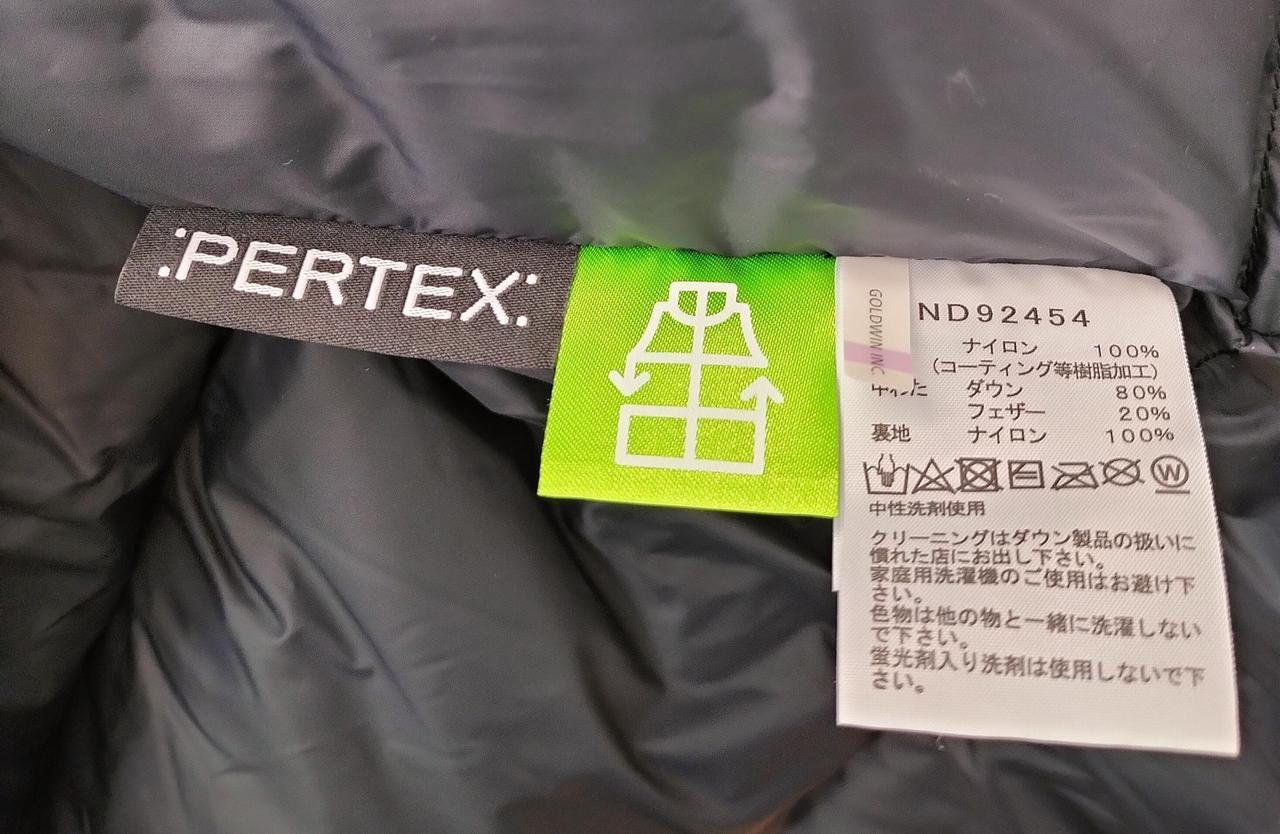 :PERTEX:
GOLDWIN INC
ND92454
ナイロン 100%
(コーティング等樹脂加工)
中わた ダウン 80%
フェザー 20%
裏地 ナイロン 100%
W
中性洗剤使用
クリーニングはダウン製品の扱いに
慣れた店にお出し下さい。
家庭用洗濯機のご使用はお避け下
さい。
色物は他の物と一緒に洗濯しない
で下さい。
蛍光剤入り洗剤は使用しないで下
さい。